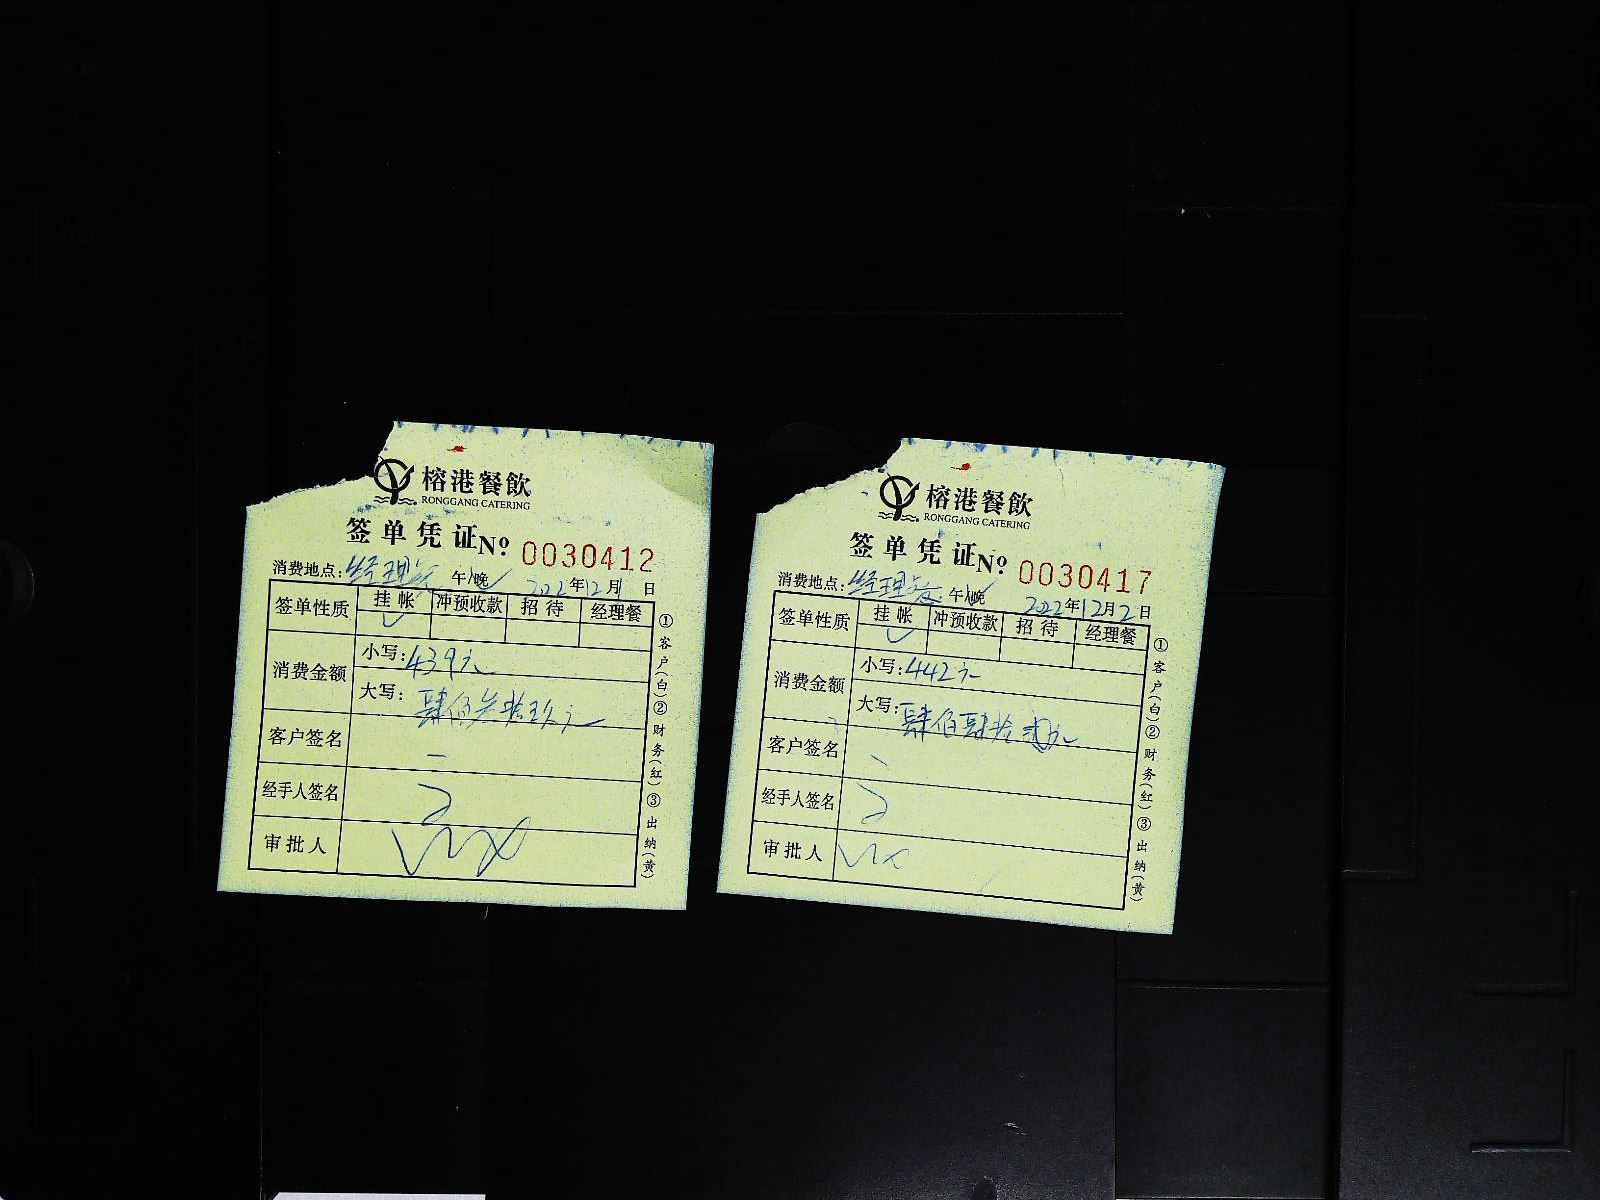 榕港餐飲
RONGGANG CATERING
签单凭证 Nº 0030412
消费地点：经理餐 午/晚 2022年12月1日
签单性质 挂帐 冲预收款 招待 经理餐
消费金额 小写：439元
大写：肆佰叁拾玖元
客户签名
经手人签名
审批人
①客户(白)②财务(红)③出纳(黄)
榕港餐飲
RONGGANG CATERING
签单凭证 Nº 0030417
消费地点：经理餐 午/晚 2022年12月2日
签单性质 挂帐 冲预收款 招待 经理餐
消费金额 小写：442元
大写：肆佰肆拾贰元
客户签名
经手人签名
审批人
①客户(白)②财务(红)③出纳(黄)